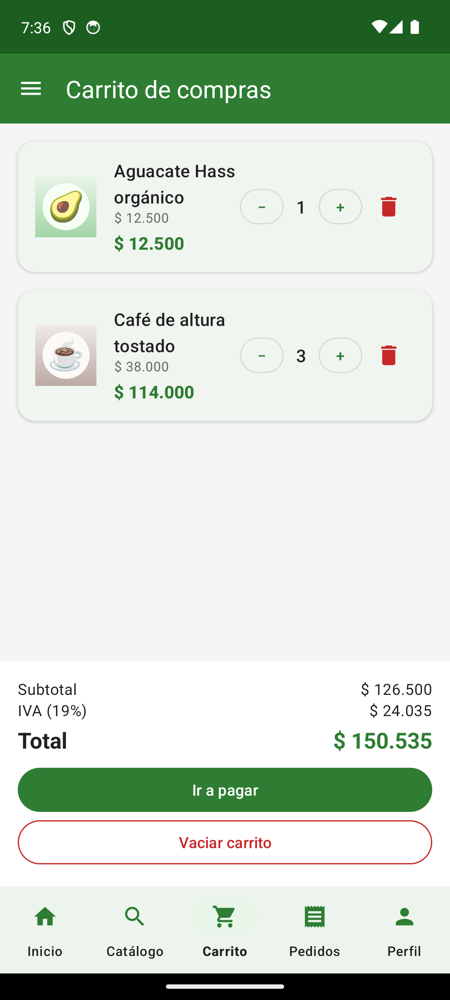 7:36
Carrito de compras
Aguacate Hass
orgánico
$ 12.500
$ 12.500
− 1 +
Café de altura
tostado
$ 38.000
$ 114.000
− 3 +
Subtotal $ 126.500
IVA (19%) $ 24.035
Total $ 150.535
Ir a pagar
Vaciar carrito
Inicio Catálogo Carrito Pedidos Perfil